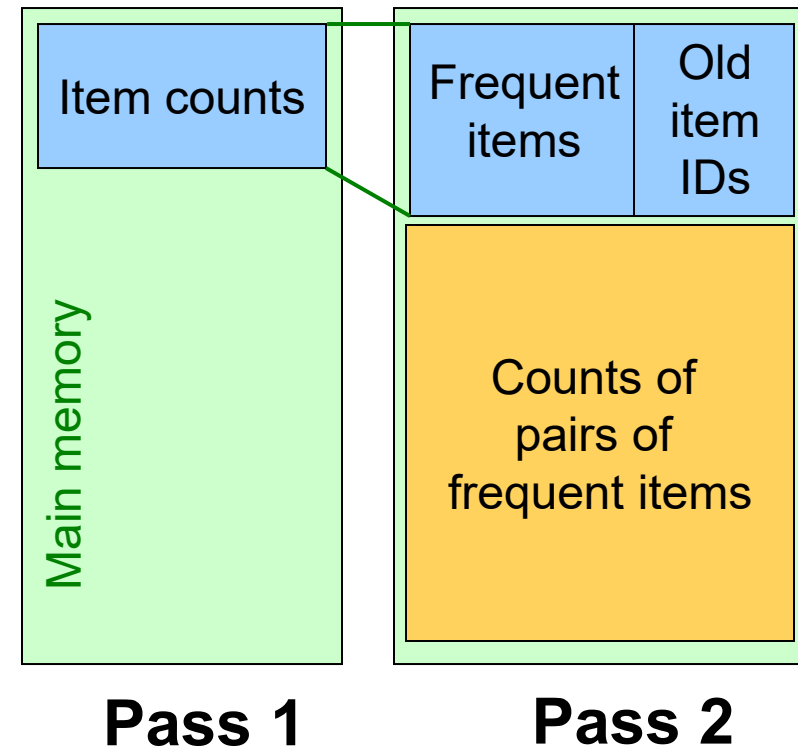 Item counts
Main memory
Frequent
items
Old
item
IDs
Counts of
pairs of
frequent items
Pass 1
Pass 2